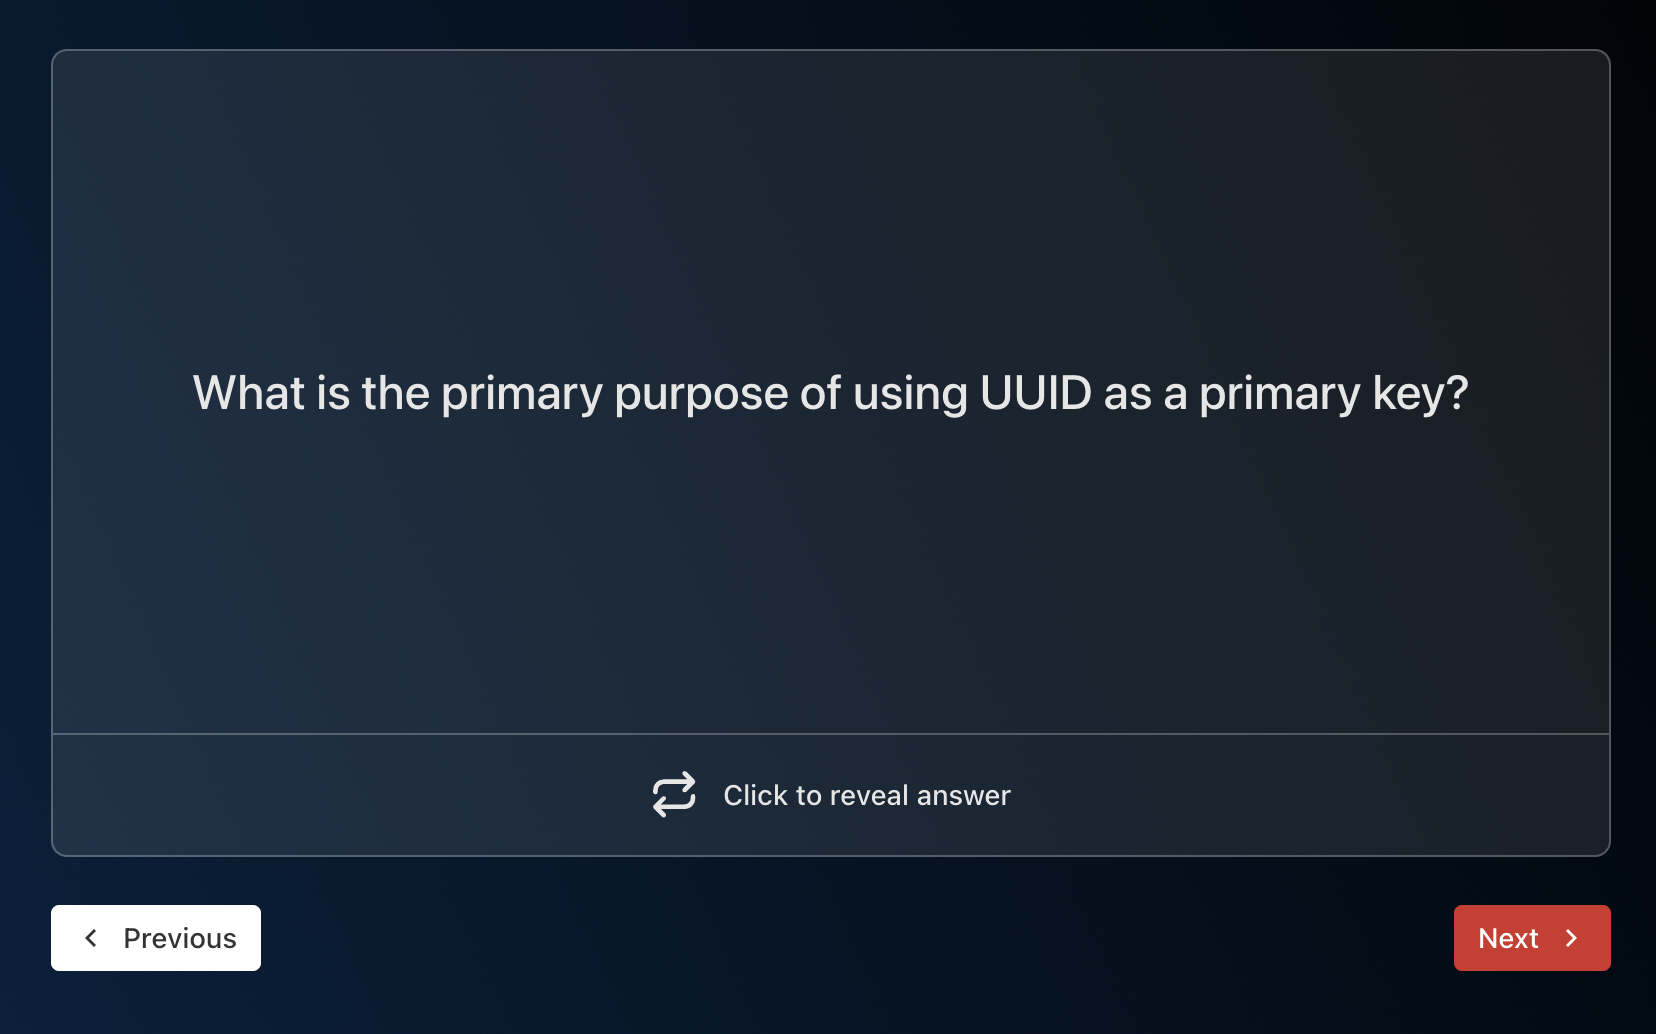 What is the primary purpose of using UUID as a primary key?
Click to reveal answer
Previous
Next